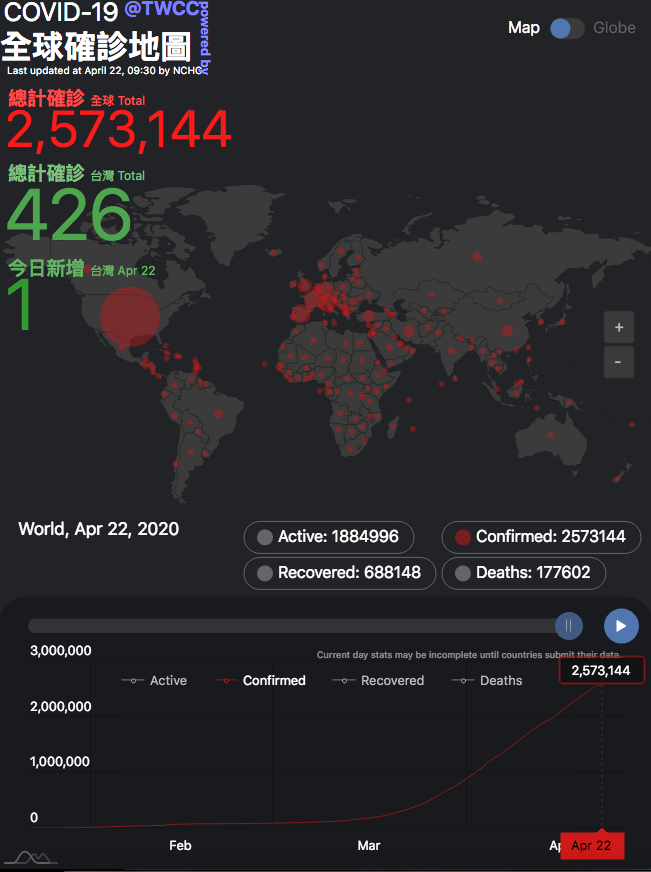 COVID-19 @TWCC
powered by
全球確診地圖
Last updated at April 22, 09:30 by NCHC
Map Globe
總計確診 全球 Total
2,573,144
總計確診 台灣 Total
426
今日新增 台灣 Apr 22
1
+
-
World, Apr 22, 2020
Active: 1884996
Confirmed: 2573144
Recovered: 688148
Deaths: 177602
Current day stats may be incomplete until countries submit their data.
3,000,000
2,573,144
Active Confirmed Recovered Deaths
2,000,000
1,000,000
0
Feb Mar Ap
Apr 22